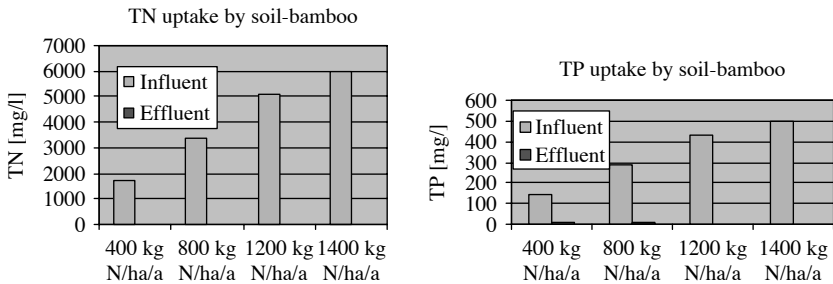 TN uptake by soil-bamboo
TN [mg/l]
7000
6000
5000
4000
3000
2000
1000
0
Influent
Effluent
400 kg 800 kg 1200 kg 1400 kg
N/ha/a N/ha/a N/ha/a N/ha/a
TP uptake by soil-bamboo
TP [mg/]
600
500
400
300
200
100
0
Influent
Effluent
400 kg 800 kg 1200 kg 1400 kg
N/ha/a N/ha/a N/ha/a N/ha/a